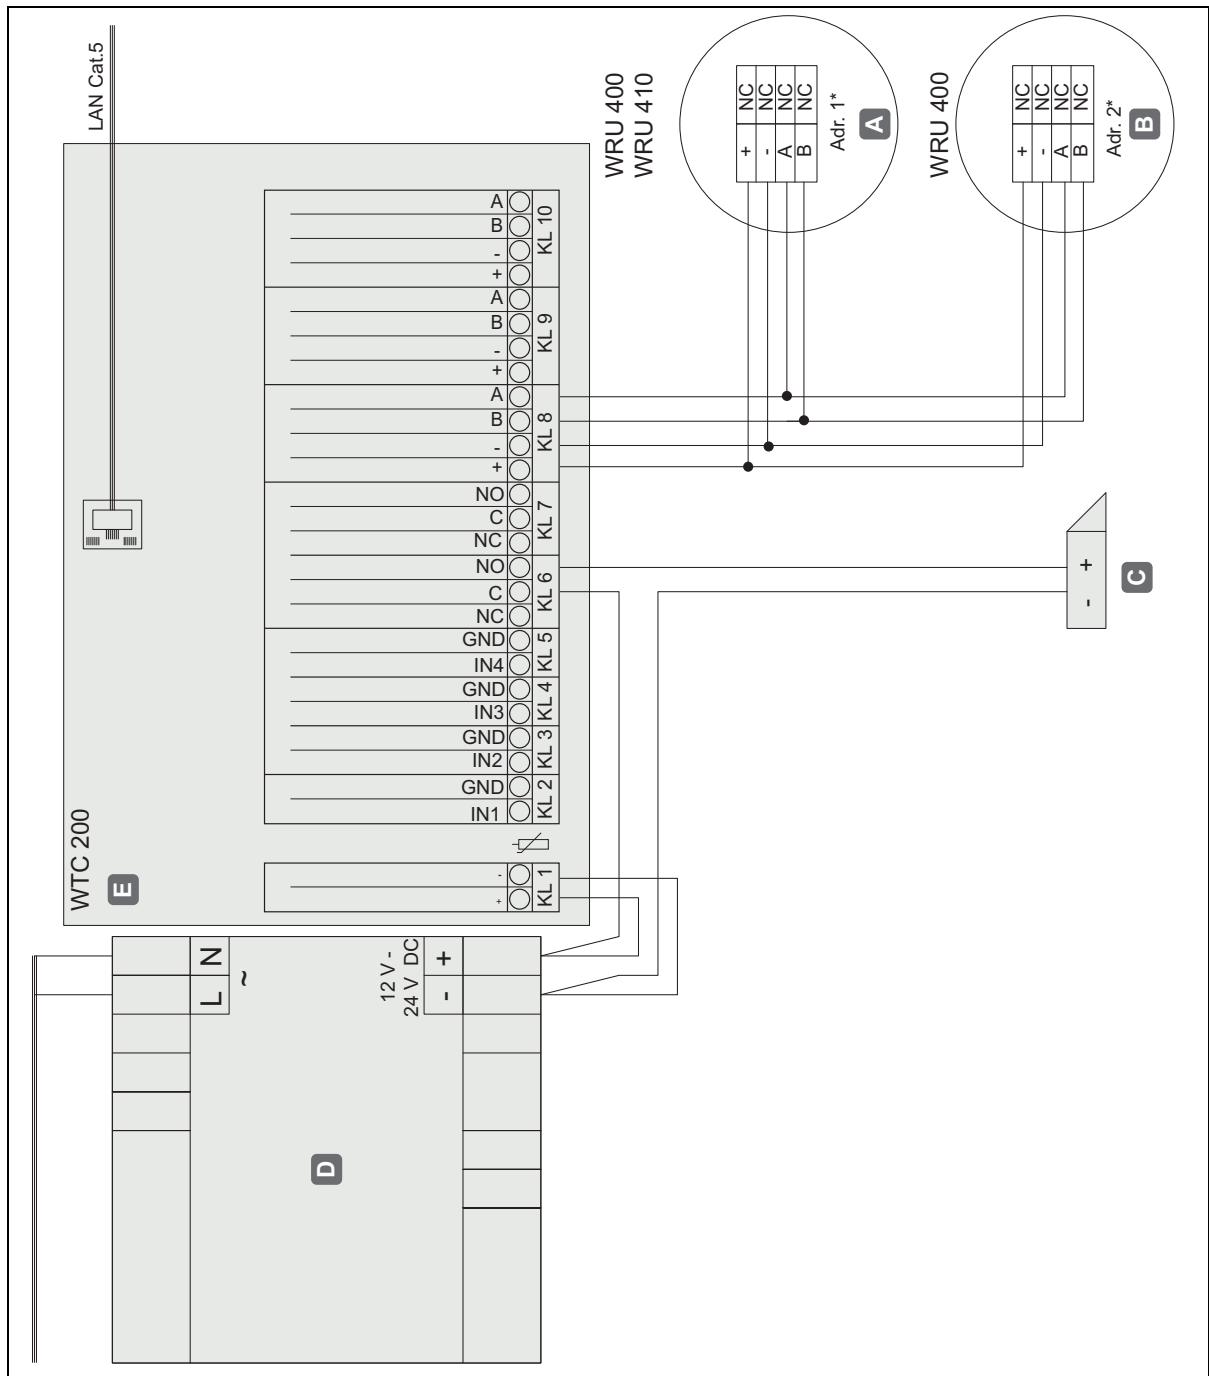 LAN Cat.5
WTC 200
E
A
B
-
+
KL 10
A
B
-
+
KL 9
A
B
-
+
KL 8
NO
C
NC
KL 7
NO
C
NC
KL 6
GND
IN4
KL 5
GND
IN3
KL 4
GND
IN2
KL 3
GND
IN1
KL 2
-
+
KL 1
WRU 400
WRU 410
+ NC
- NC
A NC
B NC
Adr. 1*
A
WRU 400
+ NC
- NC
A NC
B NC
Adr. 2*
B
- +
C
L N
~
12 V -
24 V DC
- +
D